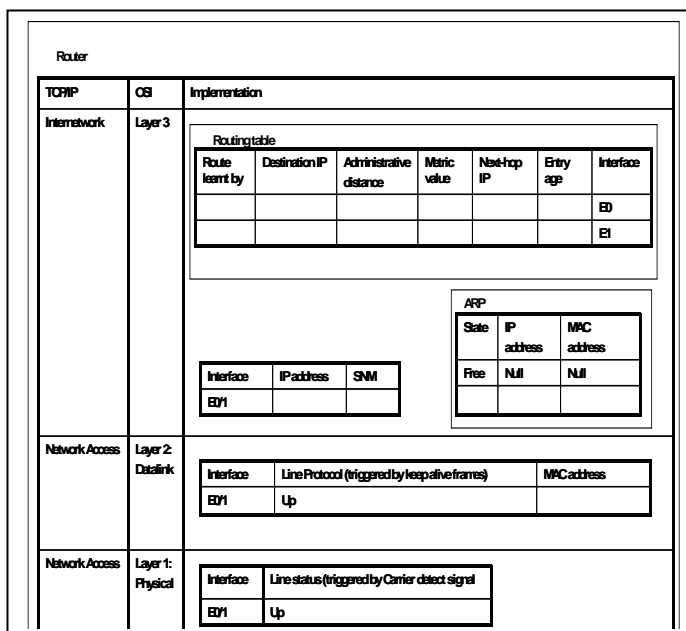 Router
TCP/IP OSI Implementation
Internetwork Layer 3
Routing table
Route Destination IP Administrative Metric Next-hop Entry Interface
learnt by distance value IP age
E0
E1
ARP
State IP MAC
address address
Free Null Null
Interface IP address SNM
E0/1
Network Access Layer 2:
Datalink
Interface Line Protocol (triggered by keep alive frames) MAC address
E0/1 Up
Network Access Layer 1:
Physical
Interface Line status (triggered by Carrier detect signal
E0/1 Up